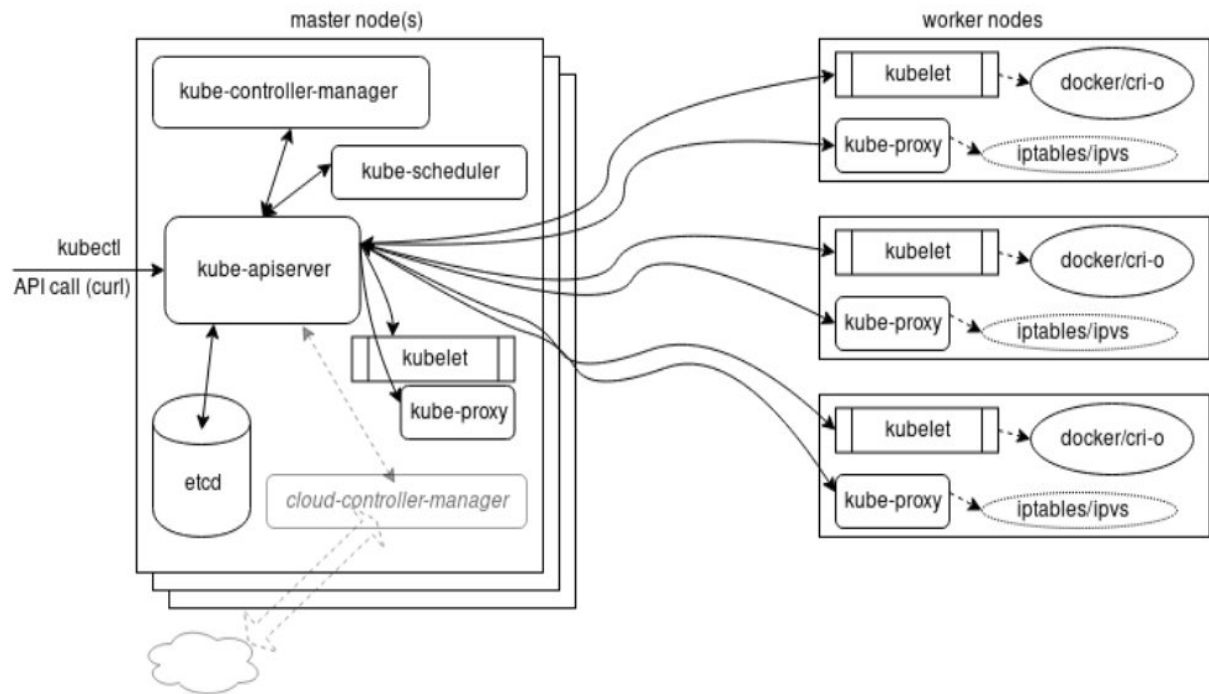 master node(s)
worker nodes
kube-controller-manager
kube-scheduler
kubectl
API call (curl)
kube-apiserver
kubelet
kube-proxy
etcd
cloud-controller-manager
kubelet
docker/cri-o
kube-proxy
iptables/ipvs
kubelet
docker/cri-o
kube-proxy
iptables/ipvs
kubelet
docker/cri-o
kube-proxy
iptables/ipvs